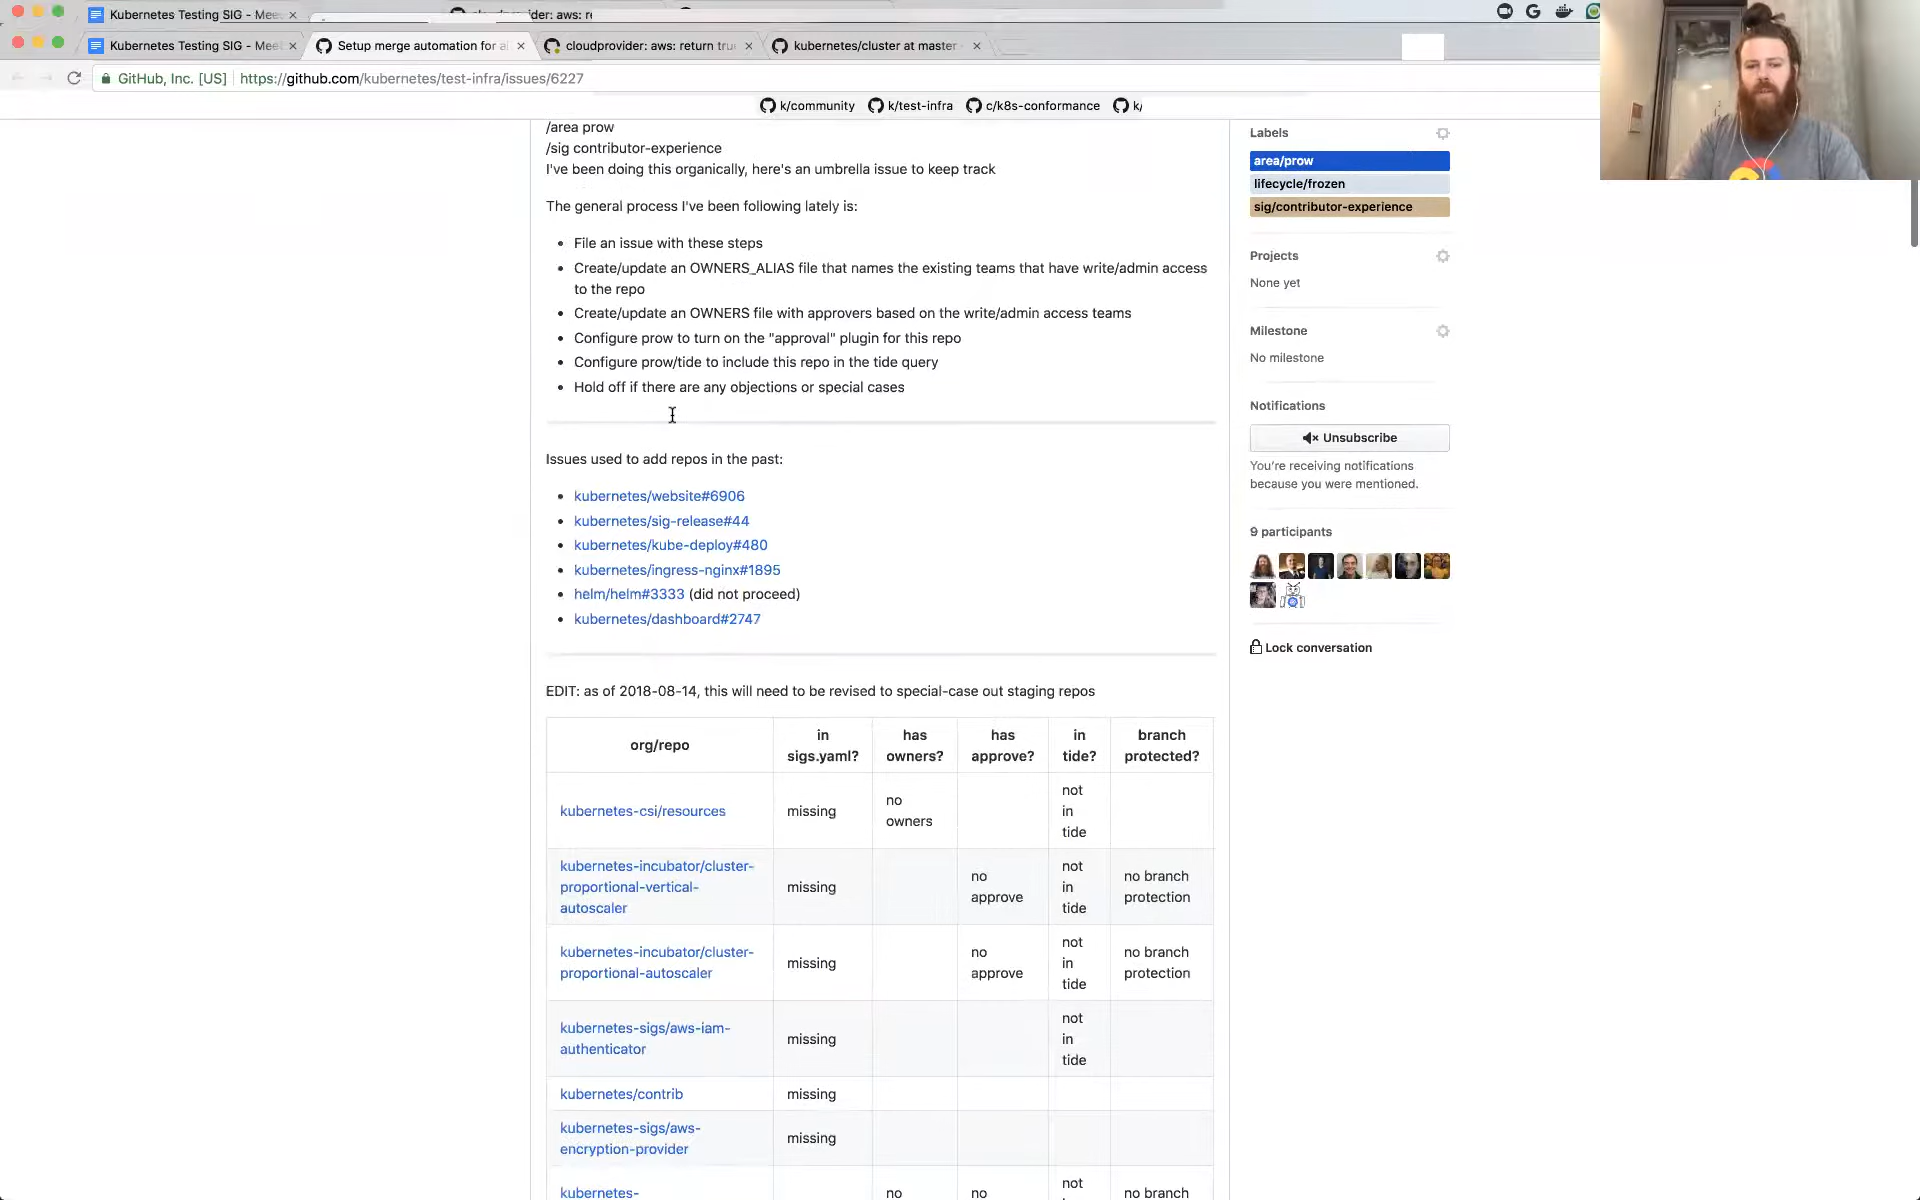 Kubernetes Testing SIG - Mee
cloudprovider: aws: re
Kubernetes Testing SIG - Meet
Setup merge automation for al
cloudprovider: aws: return tru
kubernetes/cluster at master
GitHub, Inc. [US]
https://github.com/kubernetes/test-infra/issues/6227
k/community
k/test-infra
c/k8s-conformance
k/
/area prow
/sig contributor-experience
I've been doing this organically, here's an umbrella issue to keep track
The general process I've been following lately is:
• File an issue with these steps
• Create/update an OWNERS_ALIAS file that names the existing teams that have write/admin access
to the repo
• Create/update an OWNERS file with approvers based on the write/admin access teams
• Configure prow to turn on the "approval" plugin for this repo
• Configure prow/tide to include this repo in the tide query
• Hold off if there are any objections or special cases
Issues used to add repos in the past:
• kubernetes/website#6906
• kubernetes/sig-release#44
• kubernetes/kube-deploy#480
• kubernetes/ingress-nginx#1895
• helm/helm#3333 (did not proceed)
• kubernetes/dashboard#2747
EDIT: as of 2018-08-14, this will need to be revised to special-case out staging repos
org/repo
in
sigs.yaml?
has
owners?
has
approve?
in
tide?
branch
protected?
kubernetes-csi/resources
missing
no
owners
not
in
tide
kubernetes-incubator/cluster-
proportional-vertical-
autoscaler
missing
no
approve
not
in
tide
no branch
protection
kubernetes-incubator/cluster-
proportional-autoscaler
missing
no
approve
not
in
tide
no branch
protection
kubernetes-sigs/aws-iam-
authenticator
missing
not
in
tide
kubernetes/contrib
missing
kubernetes-sigs/aws-
encryption-provider
missing
kubernetes-
no
no
not
no branch
Labels
area/prow
lifecycle/frozen
sig/contributor-experience
Projects
None yet
Milestone
No milestone
Notifications
Unsubscribe
You're receiving notifications
because you were mentioned.
9 participants
Lock conversation